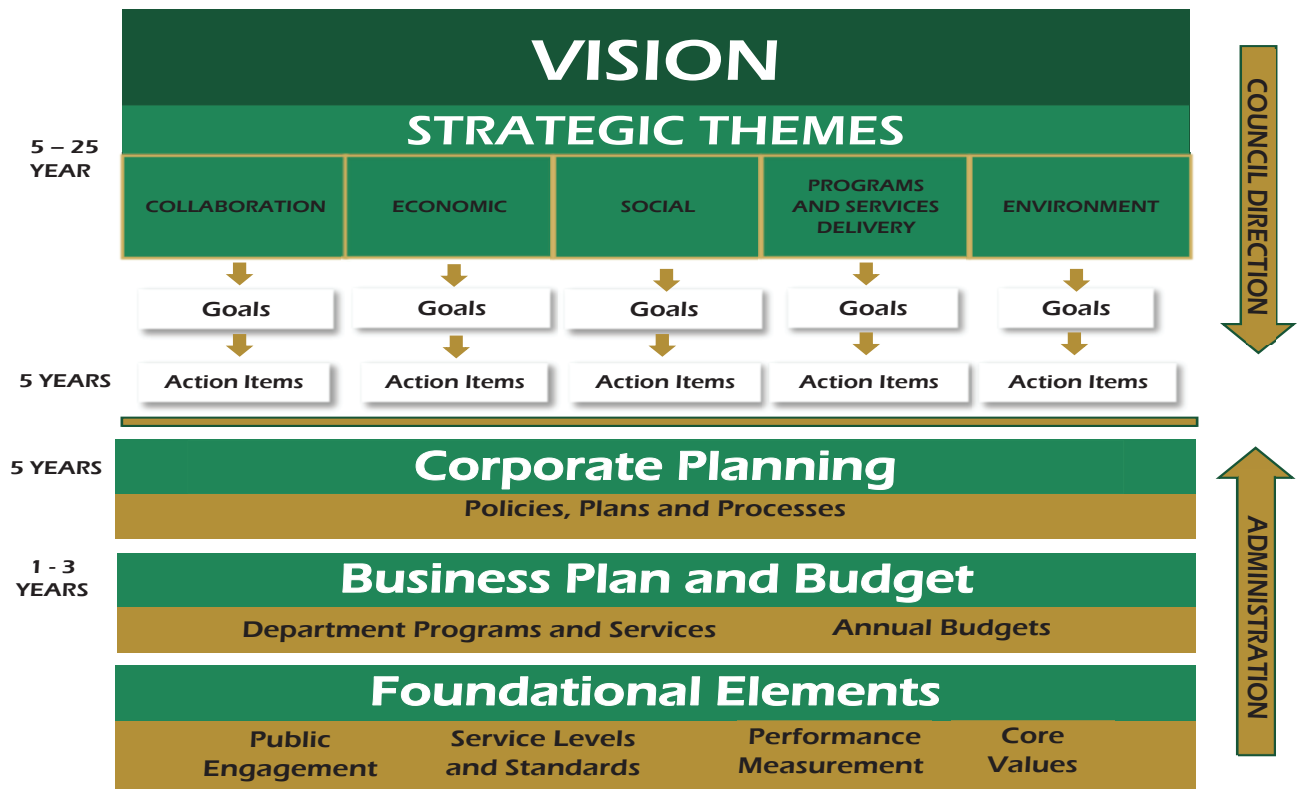 VISION
STRATEGIC THEMES
5 – 25
YEAR
COLLABORATION
ECONOMIC
SOCIAL
PROGRAMS
AND SERVICES
DELIVERY
ENVIRONMENT
Goals
Goals
Goals
Goals
Goals
5 YEARS
Action Items
Action Items
Action Items
Action Items
Action Items
COUNCIL DIRECTION
5 YEARS
Corporate Planning
Policies, Plans and Processes
1 - 3
YEARS
Business Plan and Budget
Department Programs and Services
Annual Budgets
Foundational Elements
Public
Engagement
Service Levels
and Standards
Performance
Measurement
Core
Values
ADMINISTRATION